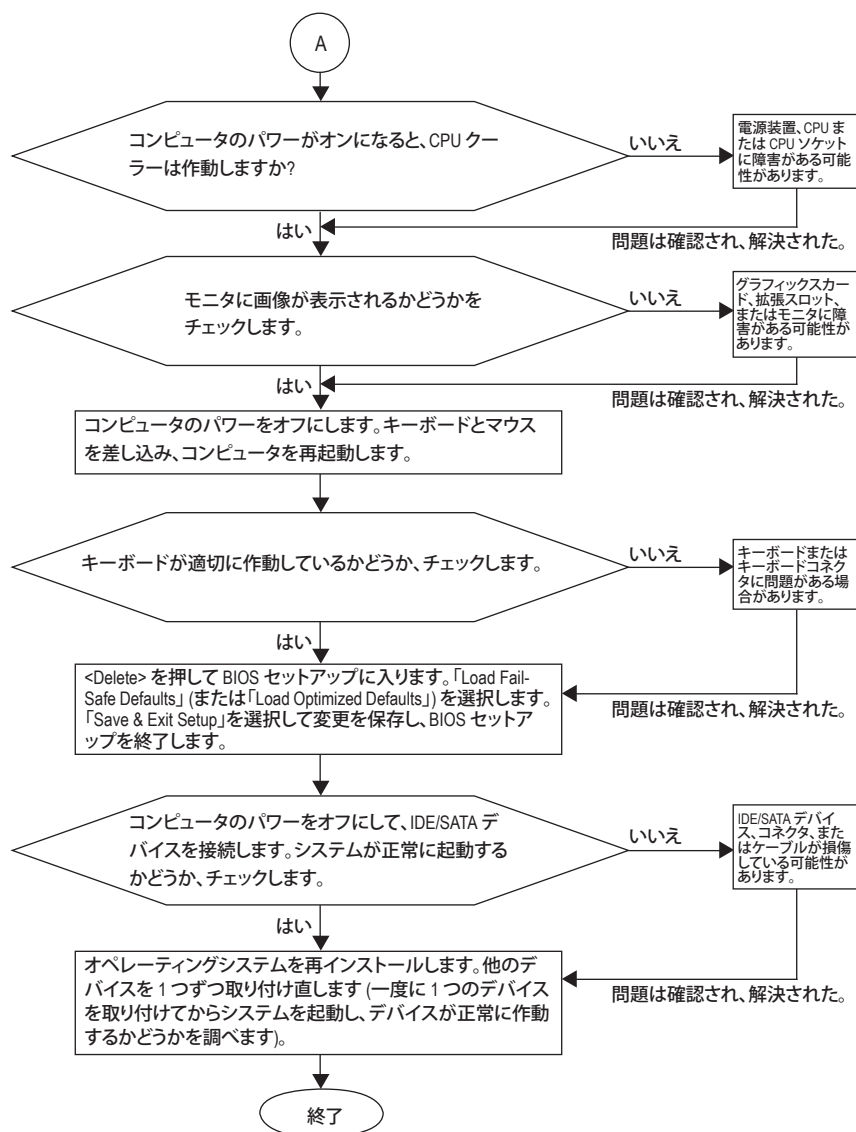 A
コンピュータのパワーがオンになると、CPU クー
ラーは作動しますか?
いいえ
電源装置、CPU ま
たは CPU ソケット
に障害がある可能
性があります。
はい
問題は確認され、解決された。
モニタに画像が表示されるかどうかを
チェックします。
いいえ
グラフィックスカー
ド、拡張スロット、
またはモニタに障
害がある可能性が
あります。
はい
問題は確認され、解決された。
コンピュータのパワーをオフにします。キーボードとマウス
を差し込み、コンピュータを再起動します。
キーボードが適切に作動しているかどうか、チェックします。
いいえ
キーボードまたは
キーボードコネク
タに問題がある場
合があります。
はい
問題は確認され、解決された。
<Delete> を押して BIOS セットアップに入ります。「Load Fail-
Safe Defaults」 (または「Load Optimized Defaults」) を選択します。
「Save & Exit Setup」を選択して変更を保存し、BIOS セットア
ップを終了します。
コンピュータのパワーをオフにして、IDE/SATA デ
バイスを接続します。システムが正常に起動する
かどうか、チェックします。
いいえ
IDE/SATA デバイ
ス、コネクタ、また
はケーブルが損傷
している可能性が
あります。
はい
問題は確認され、解決された。
オペレーティングシステムを再インストールします。他のデ
バイスを 1 つずつ取り付け直します (一度に 1 つのデバイス
を取り付けてからシステムを起動し、デバイスが正常に作動
するかどうかを調べます)。
終了